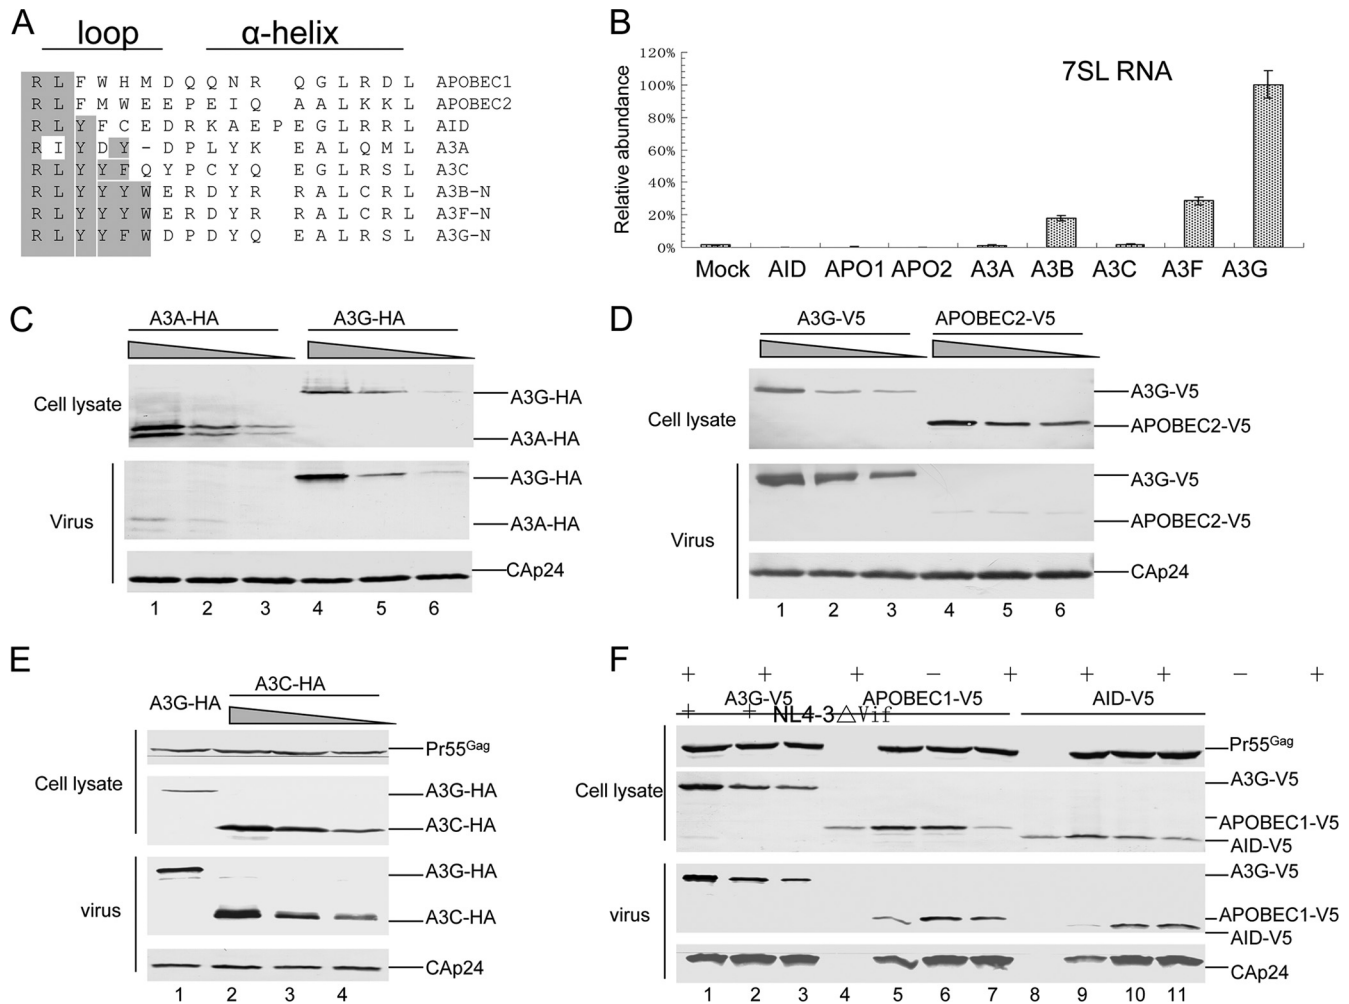 A
loop α-helix
R L F W H M D Q Q N R Q G L R D L APOBEC1
R L F M W E E P E I Q A A L K K L APOBEC2
R L Y F C E D R K A E P E G L R R L AID
R I Y D Y - D P L Y K E A L Q M L A3A
R L Y Y F Q Y P C Y Q E G L R S L A3C
R L Y Y Y W E R D Y R R A L C R L A3B-N
R L Y Y Y W E R D Y R R A L C R L A3F-N
R L Y Y F W D P D Y Q E A L R S L A3G-N
B
7SL RNA
Relative abundance
120%
100%
80%
60%
40%
20%
0%
Mock AID APO1 APO2 A3A A3B A3C A3F A3G
C
A3A-HA A3G-HA
Cell lysate
A3G-HA
A3A-HA
Virus
A3G-HA
A3A-HA
CAp24
1 2 3 4 5 6
D
A3G-V5 APOBEC2-V5
Cell lysate
A3G-V5
APOBEC2-V5
Virus
A3G-V5
APOBEC2-V5
CAp24
1 2 3 4 5 6
E
A3G-HA A3C-HA
Cell lysate
Pr55Gag
A3G-HA
A3C-HA
virus
A3G-HA
A3C-HA
CAp24
1 2 3 4
F
+ + + − + + + − +
A3G-V5 APOBEC1-V5 AID-V5
+ + NL4-3△Vif
Pr55Gag
Cell lysate
A3G-V5
APOBEC1-V5
AID-V5
virus
A3G-V5
APOBEC1-V5
AID-V5
CAp24
1 2 3 4 5 6 7 8 9 10 11